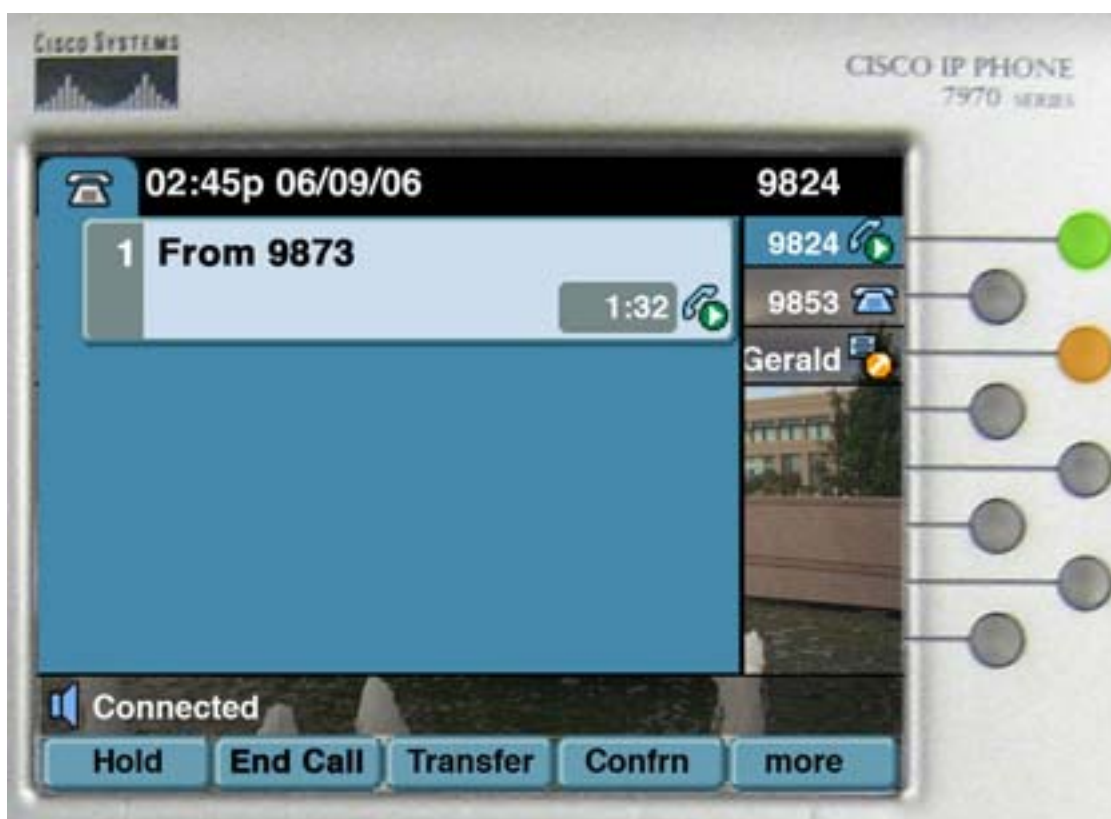 CISCO SYSTEMS
CISCO IP PHONE
7970 SERIES
02:45p 06/09/06 9824
1 From 9873
1:32
9824
9853
Gerald
Connected
Hold End Call Transfer Confrn more